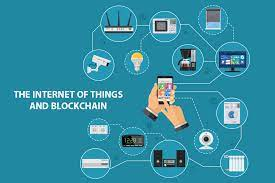 THE INTERNET OF THINGS
AND BLOCKCHAIN